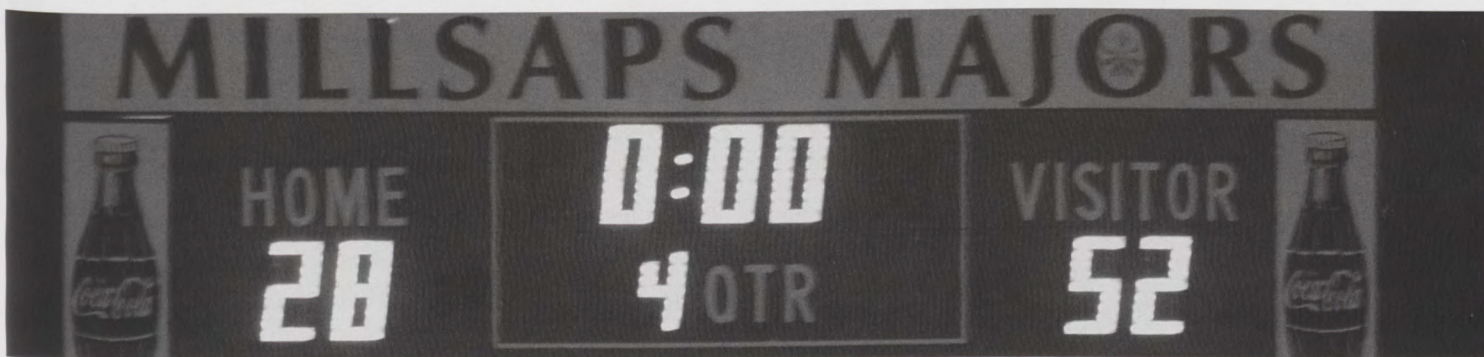 MILLSAPS MAJORS
HOME
28
0:00
4 QTR
VISITOR
52
Coca-Cola
Coca-Cola